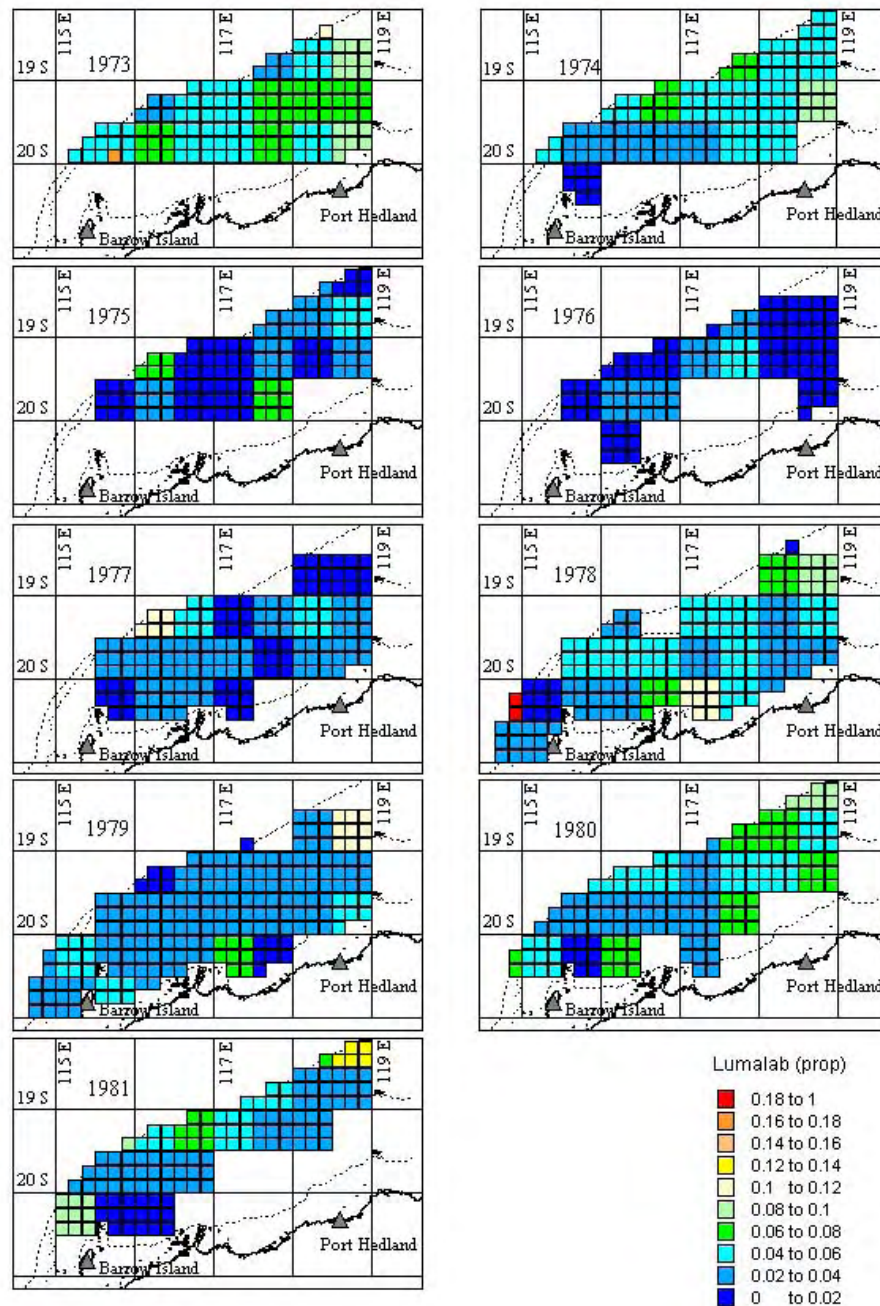 115 E
117 E
119 E
19 S
1973
20 S
Port Hedland
Barrow Island
115 E
117 E
119 E
19 S
1974
20 S
Port Hedland
Barrow Island
115 E
117 E
119 E
19 S
1975
20 S
Port Hedland
Barrow Island
115 E
117 E
119 E
19 S
1976
20 S
Port Hedland
Barrow Island
115 E
117 E
119 E
19 S
1977
20 S
Port Hedland
Barrow Island
115 E
117 E
119 E
19 S
1978
20 S
Port Hedland
Barrow Island
115 E
117 E
119 E
19 S
1979
20 S
Port Hedland
Barrow Island
115 E
117 E
119 E
19 S
1980
20 S
Port Hedland
Barrow Island
115 E
117 E
119 E
19 S
1981
20 S
Port Hedland
Barrow Island
Lumalab (prop)
0.18 to 1
0.16 to 0.18
0.14 to 0.16
0.12 to 0.14
0.1 to 0.12
0.08 to 0.1
0.06 to 0.08
0.04 to 0.06
0.02 to 0.04
0 to 0.02